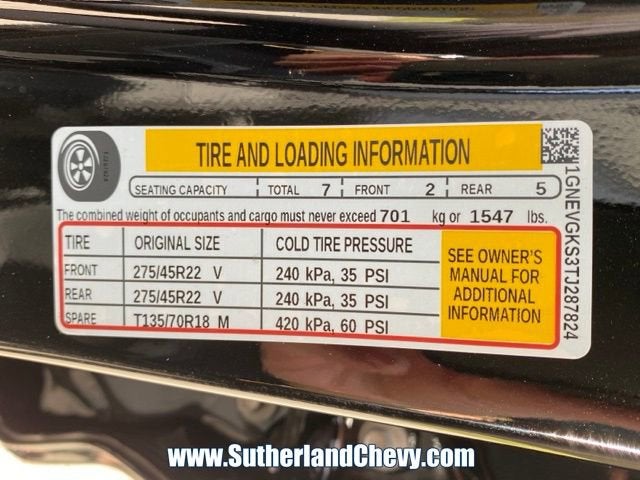 TIRE AND LOADING INFORMATION
SEATING CAPACITY TOTAL 7 FRONT 2 REAR 5
The combined weight of occupants and cargo must never exceed 701 kg or 1547 lbs.
TIRE ORIGINAL SIZE COLD TIRE PRESSURE
FRONT 275/45R22 V 240 kPa, 35 PSI
REAR 275/45R22 V 240 kPa, 35 PSI
SPARE T135/70R18 M 420 kPa, 60 PSI
SEE OWNER'S
MANUAL FOR
ADDITIONAL
INFORMATION
1GNEVGKS3TJ287824
www.SutherlandChevy.com